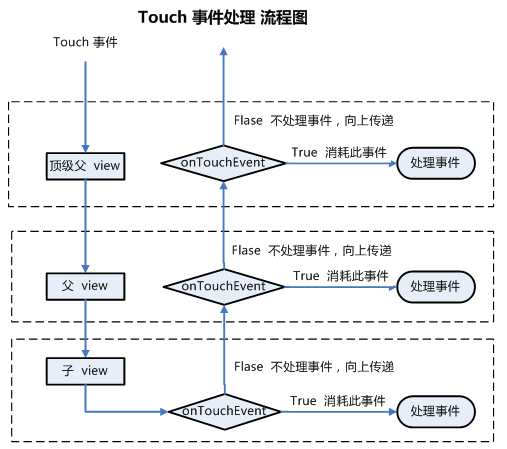 Touch 事件处理 流程图
Touch 事件
Flase 不处理事件，向上传递
True 消耗此事件
顶级父 view
onTouchEvent
处理事件
Flase 不处理事件，向上传递
True 消耗此事件
父 view
onTouchEvent
处理事件
Flase 不处理事件，向上传递
子 view
True 消耗此事件
onTouchEvent
处理事件